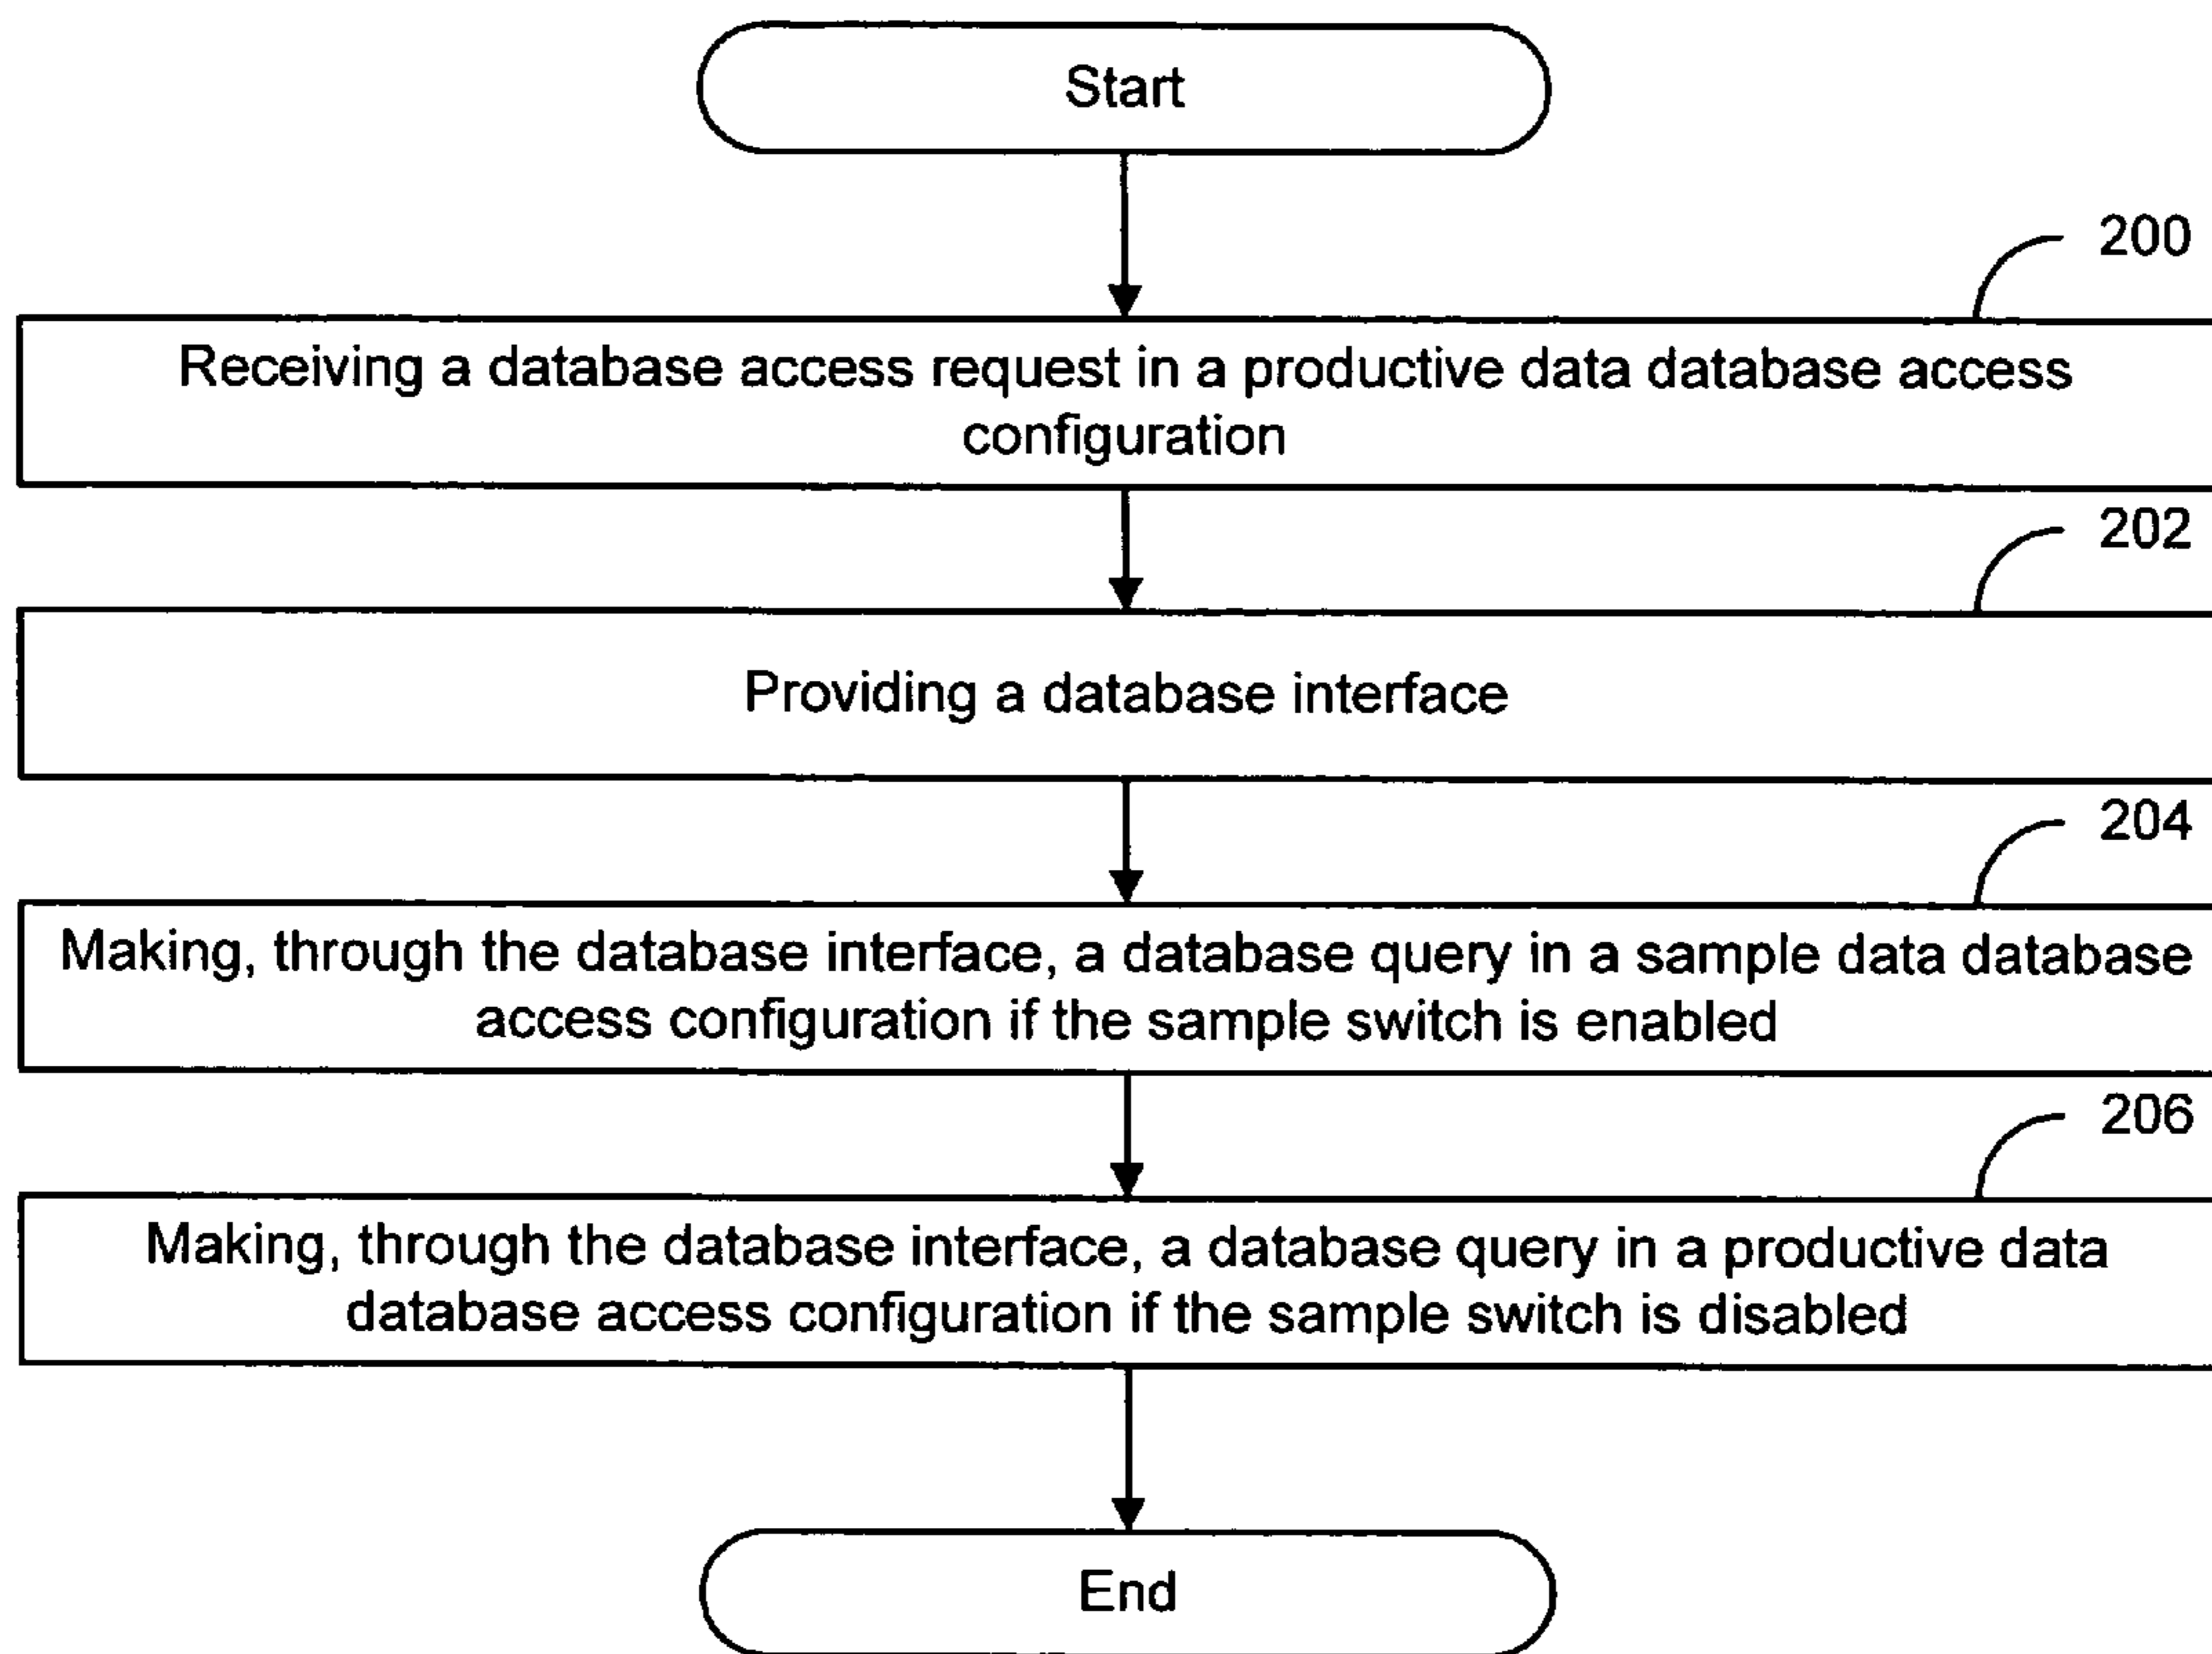 Start
200
Receiving a database access request in a productive data database access
configuration
202
Providing a database interface
204
Making, through the database interface, a database query in a sample data database
access configuration if the sample switch is enabled
206
Making, through the database interface, a database query in a productive data
database access configuration if the sample switch is disabled
End